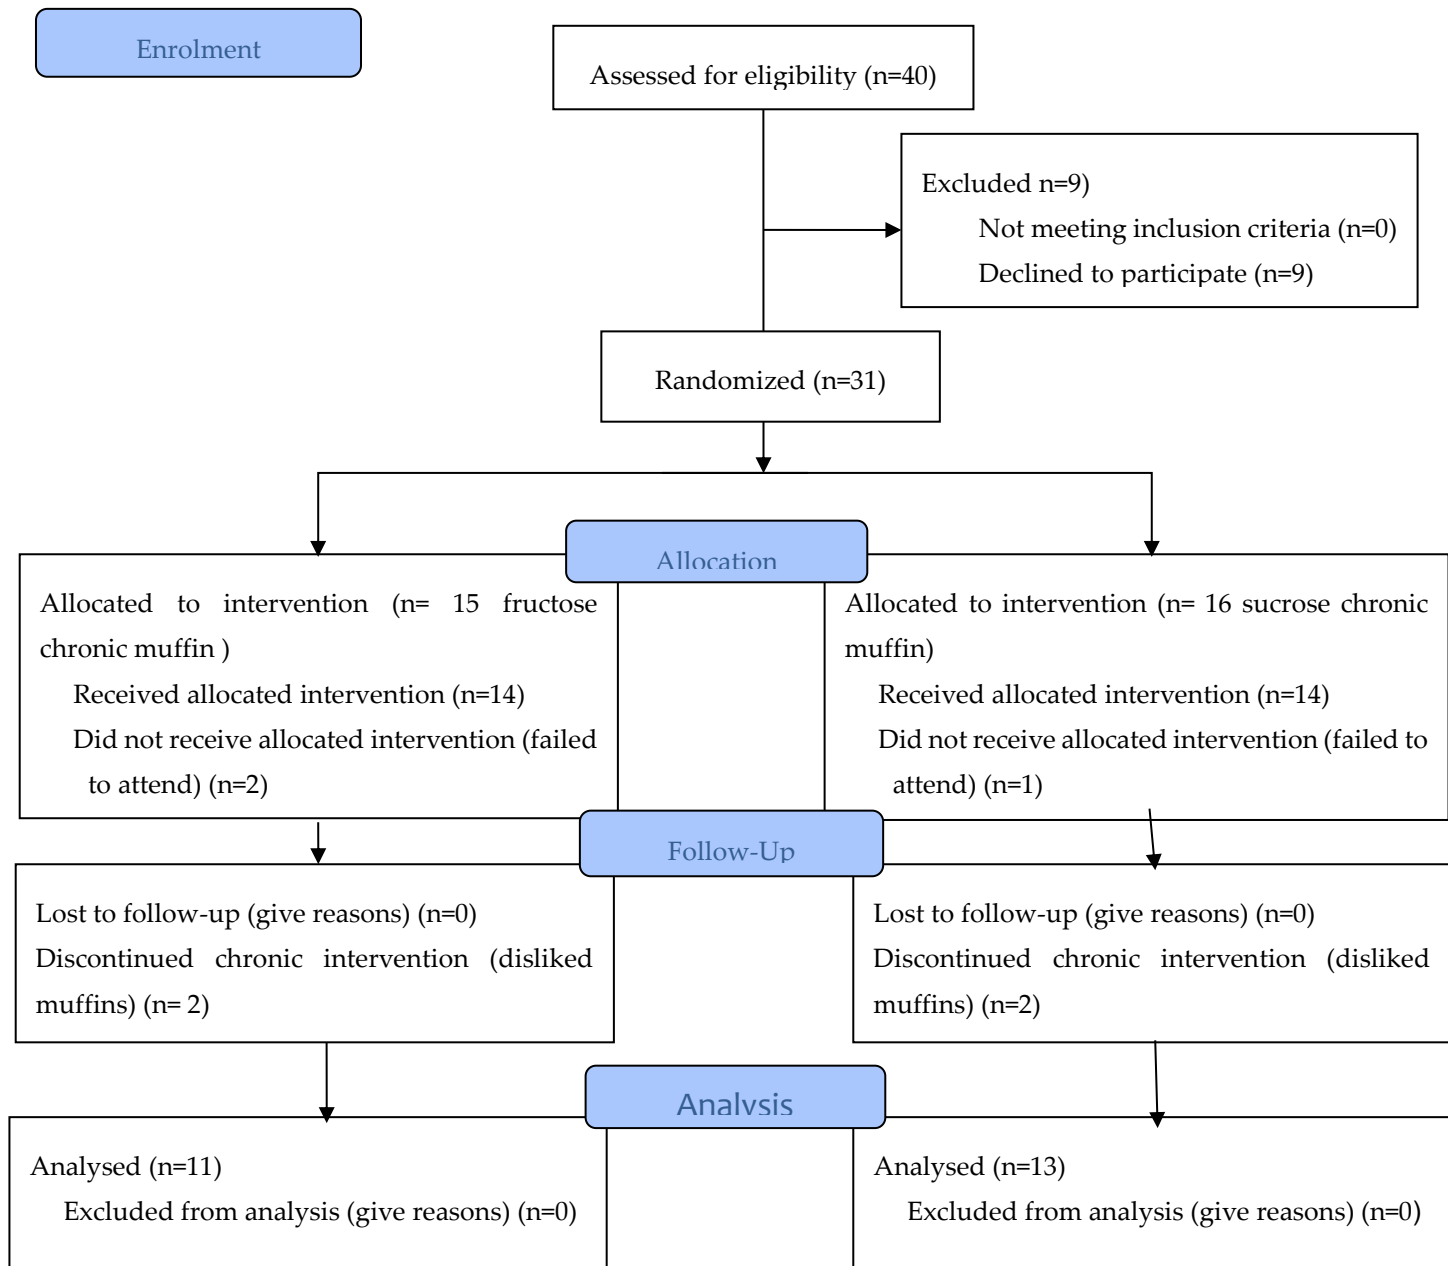 Enrolment
Assessed for eligibility (n=40)
Excluded n=9)
Not meeting inclusion criteria (n=0)
Declined to participate (n=9)
Randomized (n=31)
Allocation
Allocated to intervention (n= 15 fructose
chronic muffin )
Received allocated intervention (n=14)
Did not receive allocated intervention (failed
to attend) (n=2)
Allocated to intervention (n= 16 sucrose chronic
muffin)
Received allocated intervention (n=14)
Did not receive allocated intervention (failed to
attend) (n=1)
Follow-Up
Lost to follow-up (give reasons) (n=0)
Discontinued chronic intervention (disliked
muffins) (n= 2)
Lost to follow-up (give reasons) (n=0)
Discontinued chronic intervention (disliked
muffins) (n=2)
Analysis
Analysed (n=11)
Excluded from analysis (give reasons) (n=0)
Analysed (n=13)
Excluded from analysis (give reasons) (n=0)